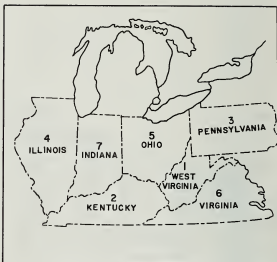 3
PENNSYLVANIA
4
ILLINOIS
7
INDIANA
5
OHIO
1
WEST
VIRGINIA
2
KENTUCKY
6
VIRGINIA